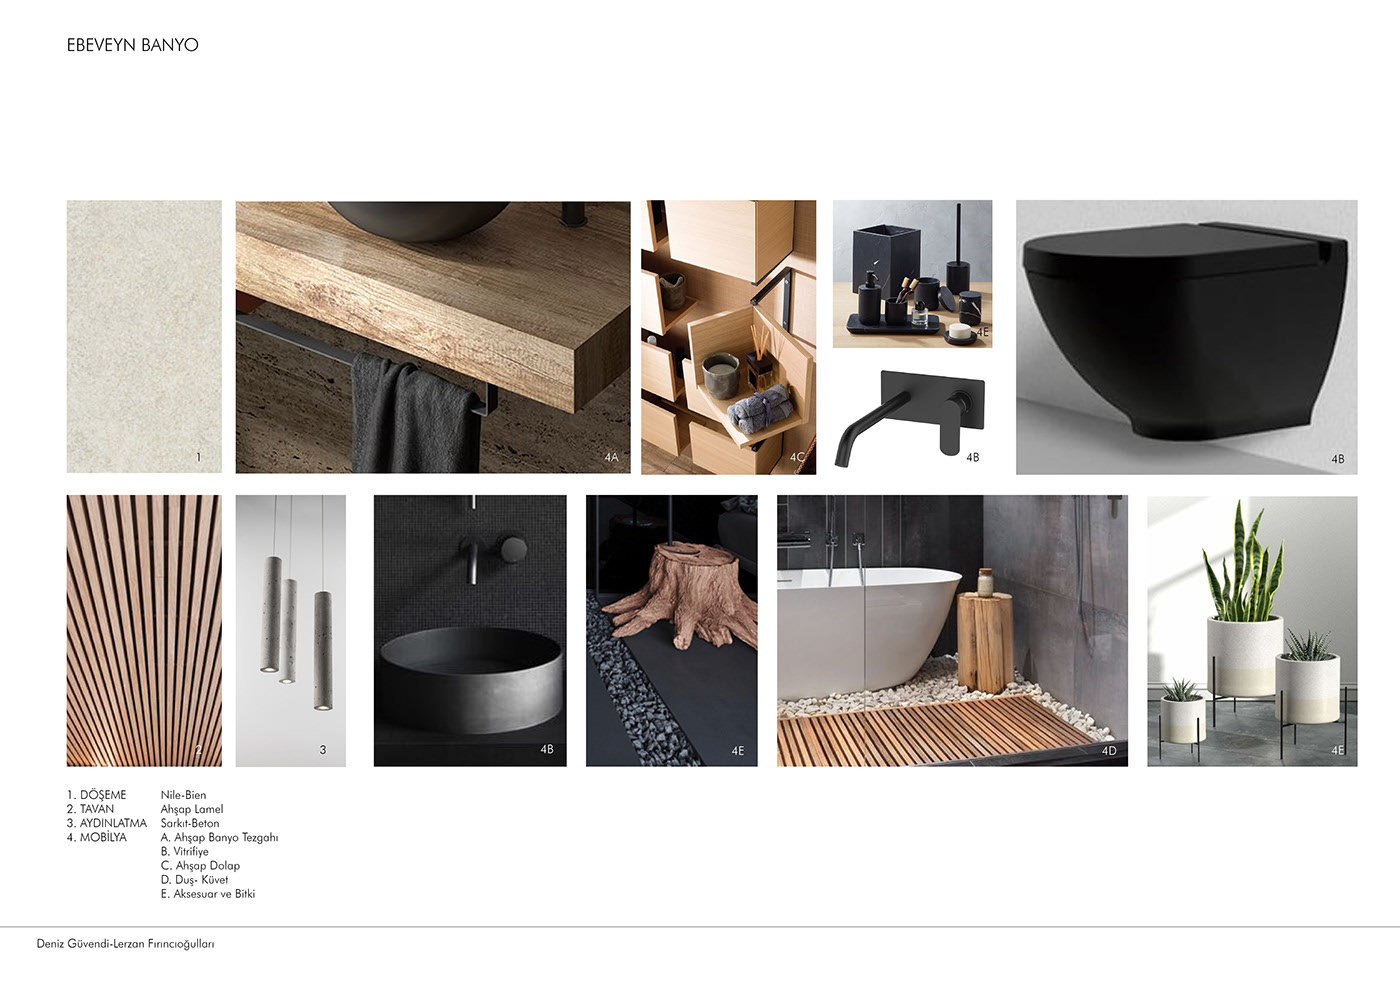 EBEVEYN BANYO
1
4A
4C
4E
4B
4B
2
3
4B
4E
4D
4E
1. DÖŞEME Nile-Bien
2. TAVAN Ahşap Lamel
3. AYDINLATMA Sarkıt-Beton
4. MOBİLYA A. Ahşap Banyo Tezgahı
B. Vitrifiye
C. Ahşap Dolap
D. Duş- Küvet
E. Aksesuar ve Bitki
Deniz Güvendi-Lerzan Fırıncıoğulları